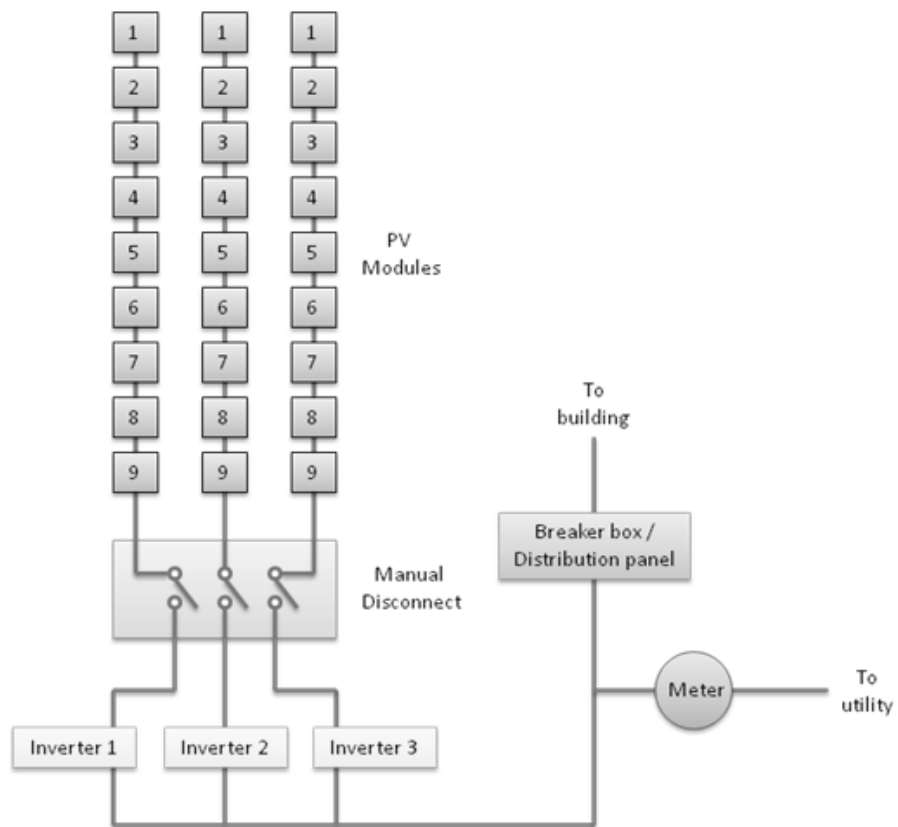 1 1 1
2 2 2
3 3 3
4 4 4
5 5 5
6 6 6
7 7 7
8 8 8
9 9 9
PV
Modules
To
building
Breaker box /
Distribution panel
Manual
Disconnect
Meter
To
utility
Inverter 1
Inverter 2
Inverter 3